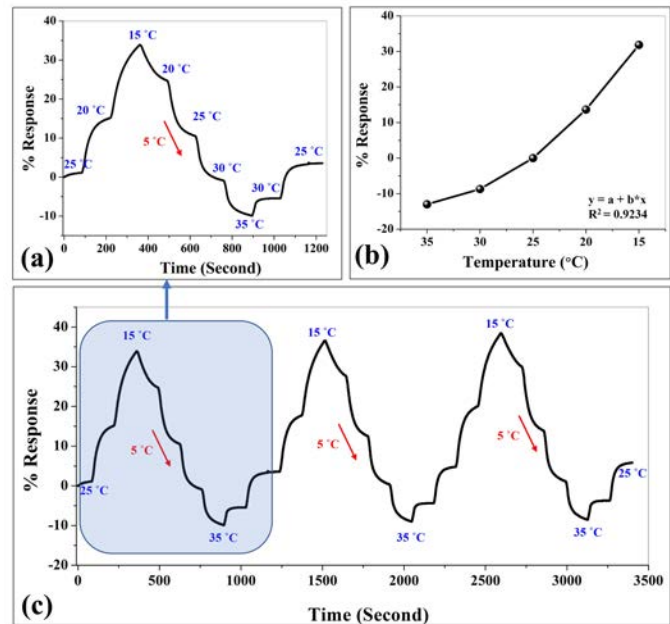 40
30
20
10
0
-10
% Response
0 200 400 600 800 1000 1200
Time (Second)
25 ˚C
20 ˚C
15 ˚C
20 ˚C
25 ˚C
5 ˚C
30 ˚C
30 ˚C
35 ˚C
25 ˚C
(a)
40
30
20
10
0
-10
-20
% Response
35 30 25 20 15
Temperature (°C)
y = a + b*x
R² = 0.9234
(b)
40
30
20
10
0
-10
-20
% Response
0 500 1000 1500 2000 2500 3000 3500
Time (Second)
25 ˚C
15 ˚C
5 ˚C
35 ˚C
15 ˚C
5 ˚C
35 ˚C
15 ˚C
5 ˚C
35 ˚C
25 ˚C
(c)